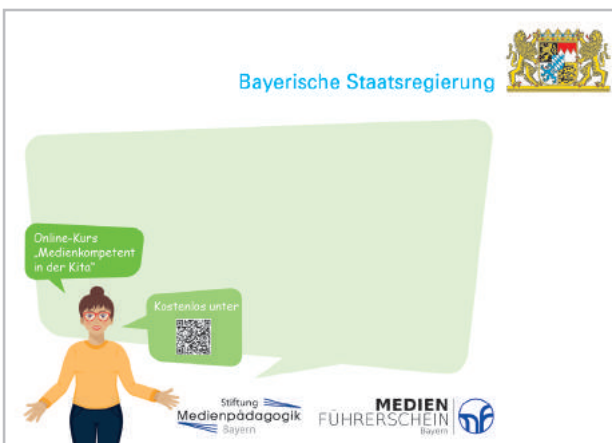 Bayerische Staatsregierung
Online-Kurs
„Medienkompetent
in der Kita“
Kostenlos unter
Stiftung
Medienpädagogik
Bayern
MEDIEN
FÜHRERSCHEIN
Bayern